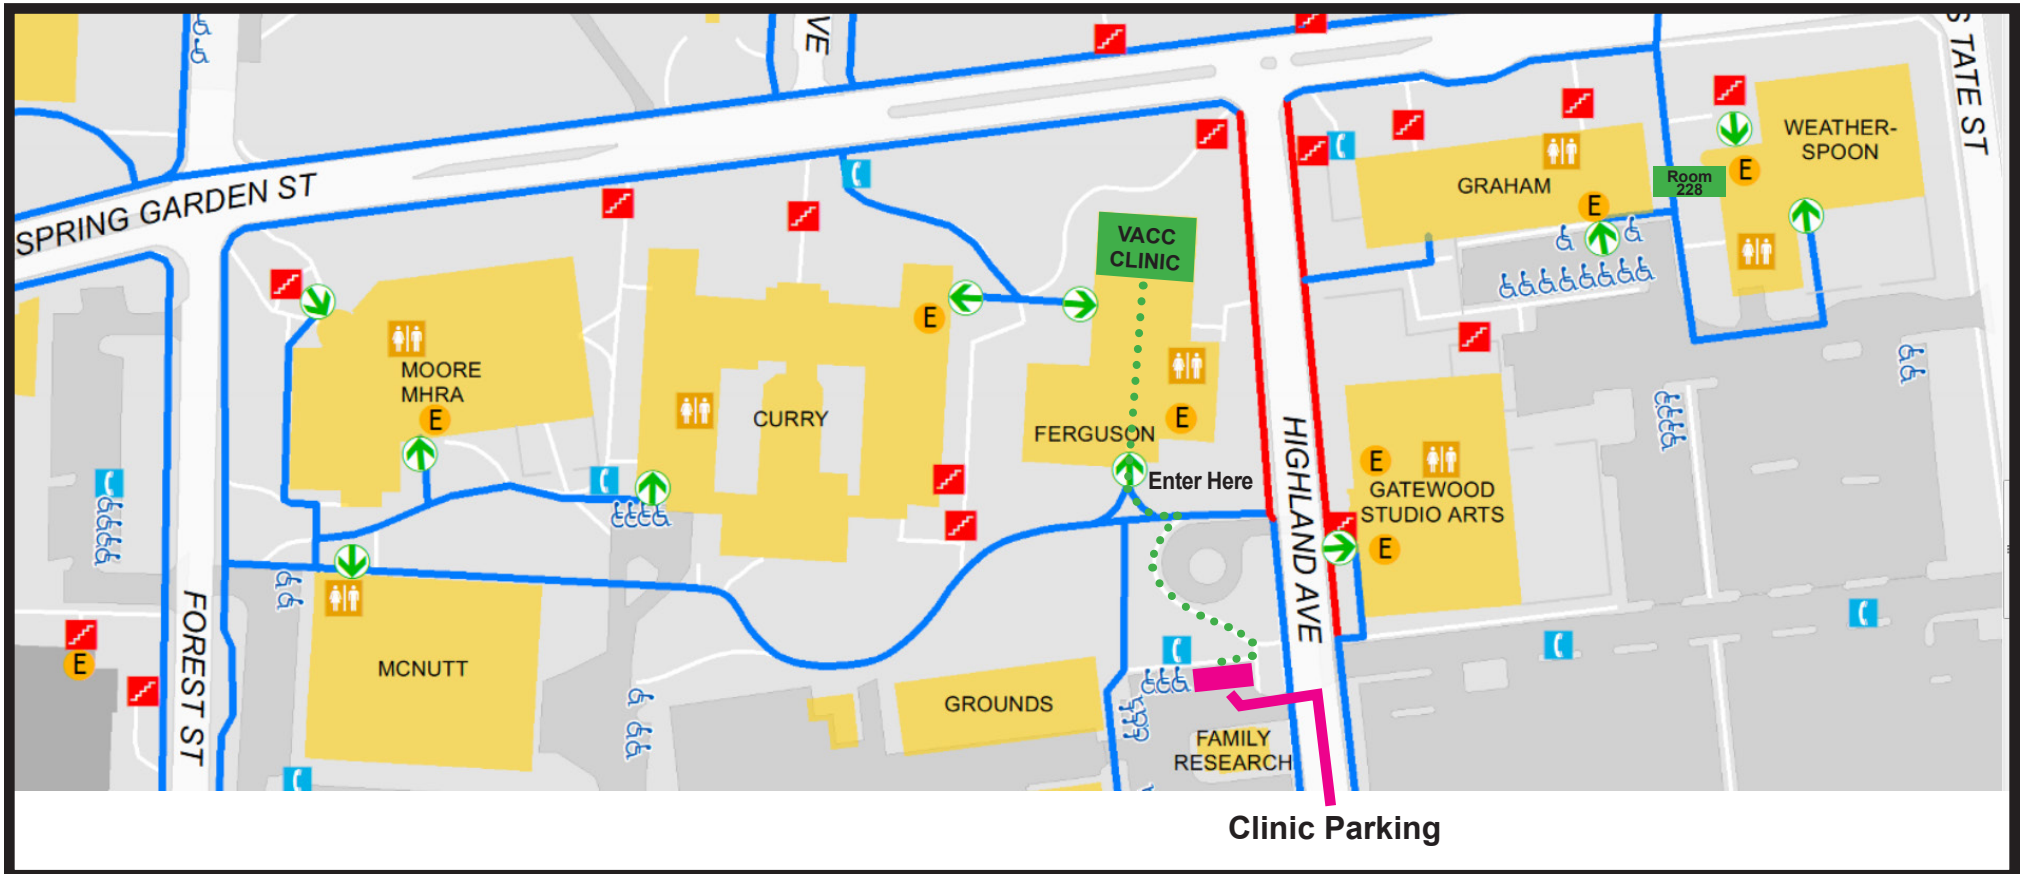 VE
S TATE ST
SPRING GARDEN ST
WEATHER-
SPOON
E
GRAHAM
Room
228
E
VACC
CLINIC
E
MOORE
MHRA
E
CURRY
FERGUSON
E
Enter Here
HIGHLAND AVE
E
GATEWOOD
STUDIO ARTS
E
FOREST ST
E
MCNUTT
GROUNDS
FAMILY
RESEARCH
Clinic Parking